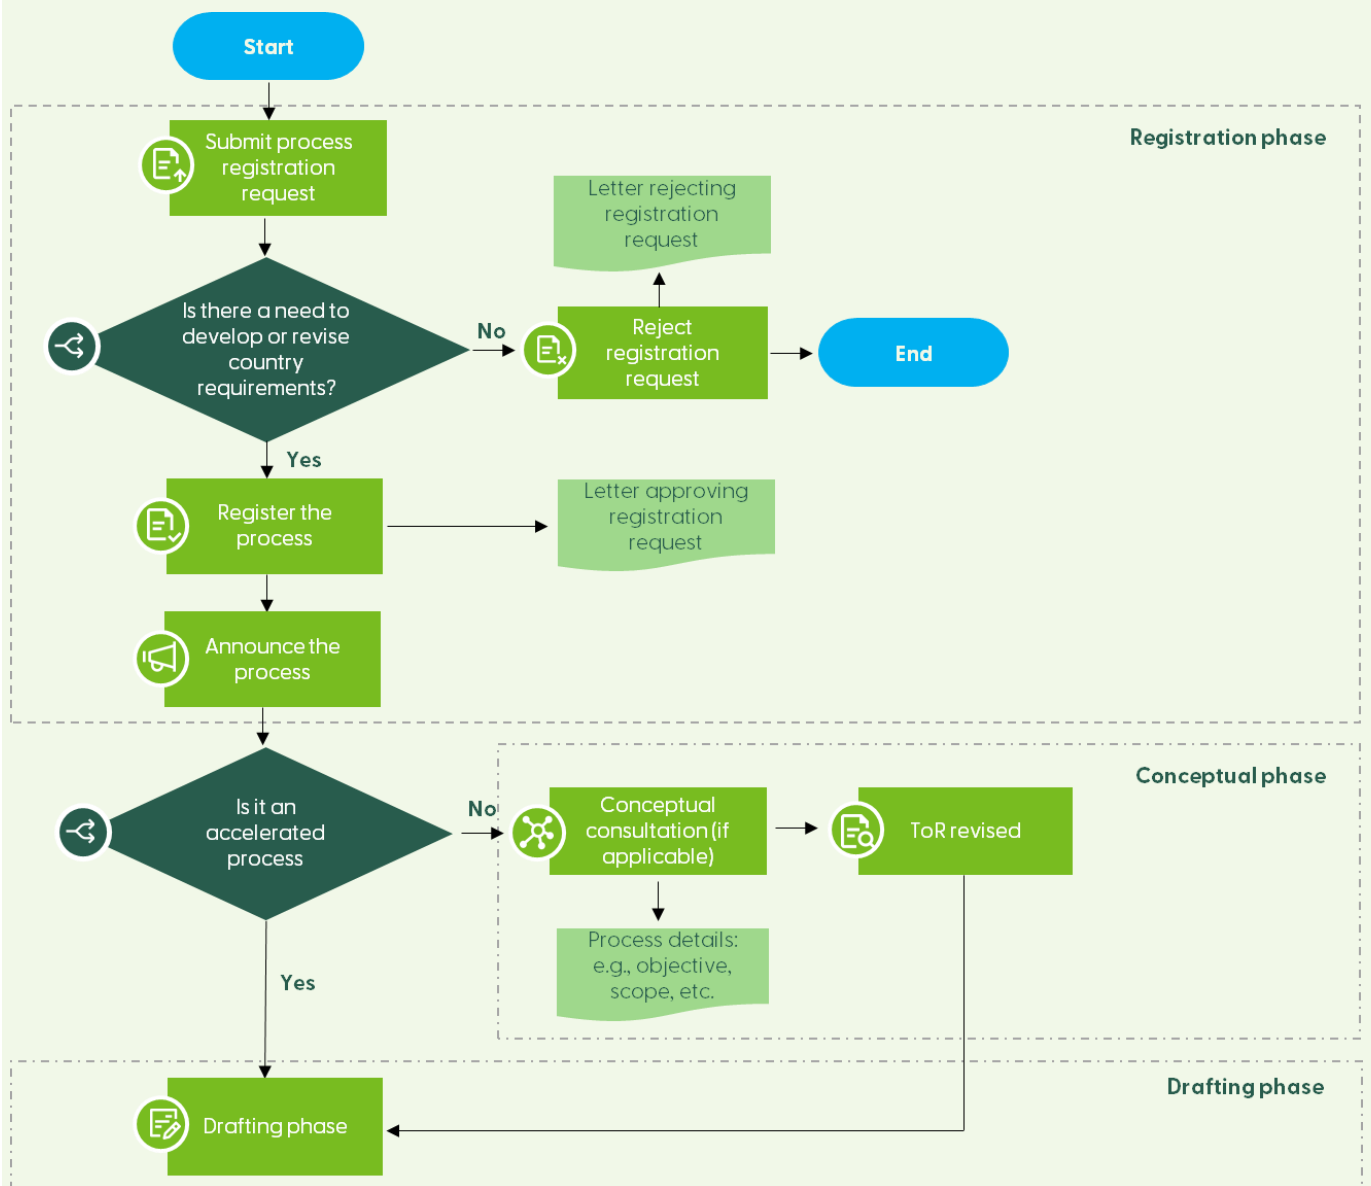 Start
Registration phase
Submit process
registration
request
Letter rejecting
registration
request
Is there a need to
develop or revise
country
requirements?
No
Reject
registration
request
End
Yes
Register the
process
Letter approving
registration
request
Announce the
process
Conceptual phase
Is it an
accelerated
process
No
Conceptual
consultation (if
applicable)
ToR revised
Process details:
e.g., objective,
scope, etc.
Yes
Drafting phase
Drafting phase